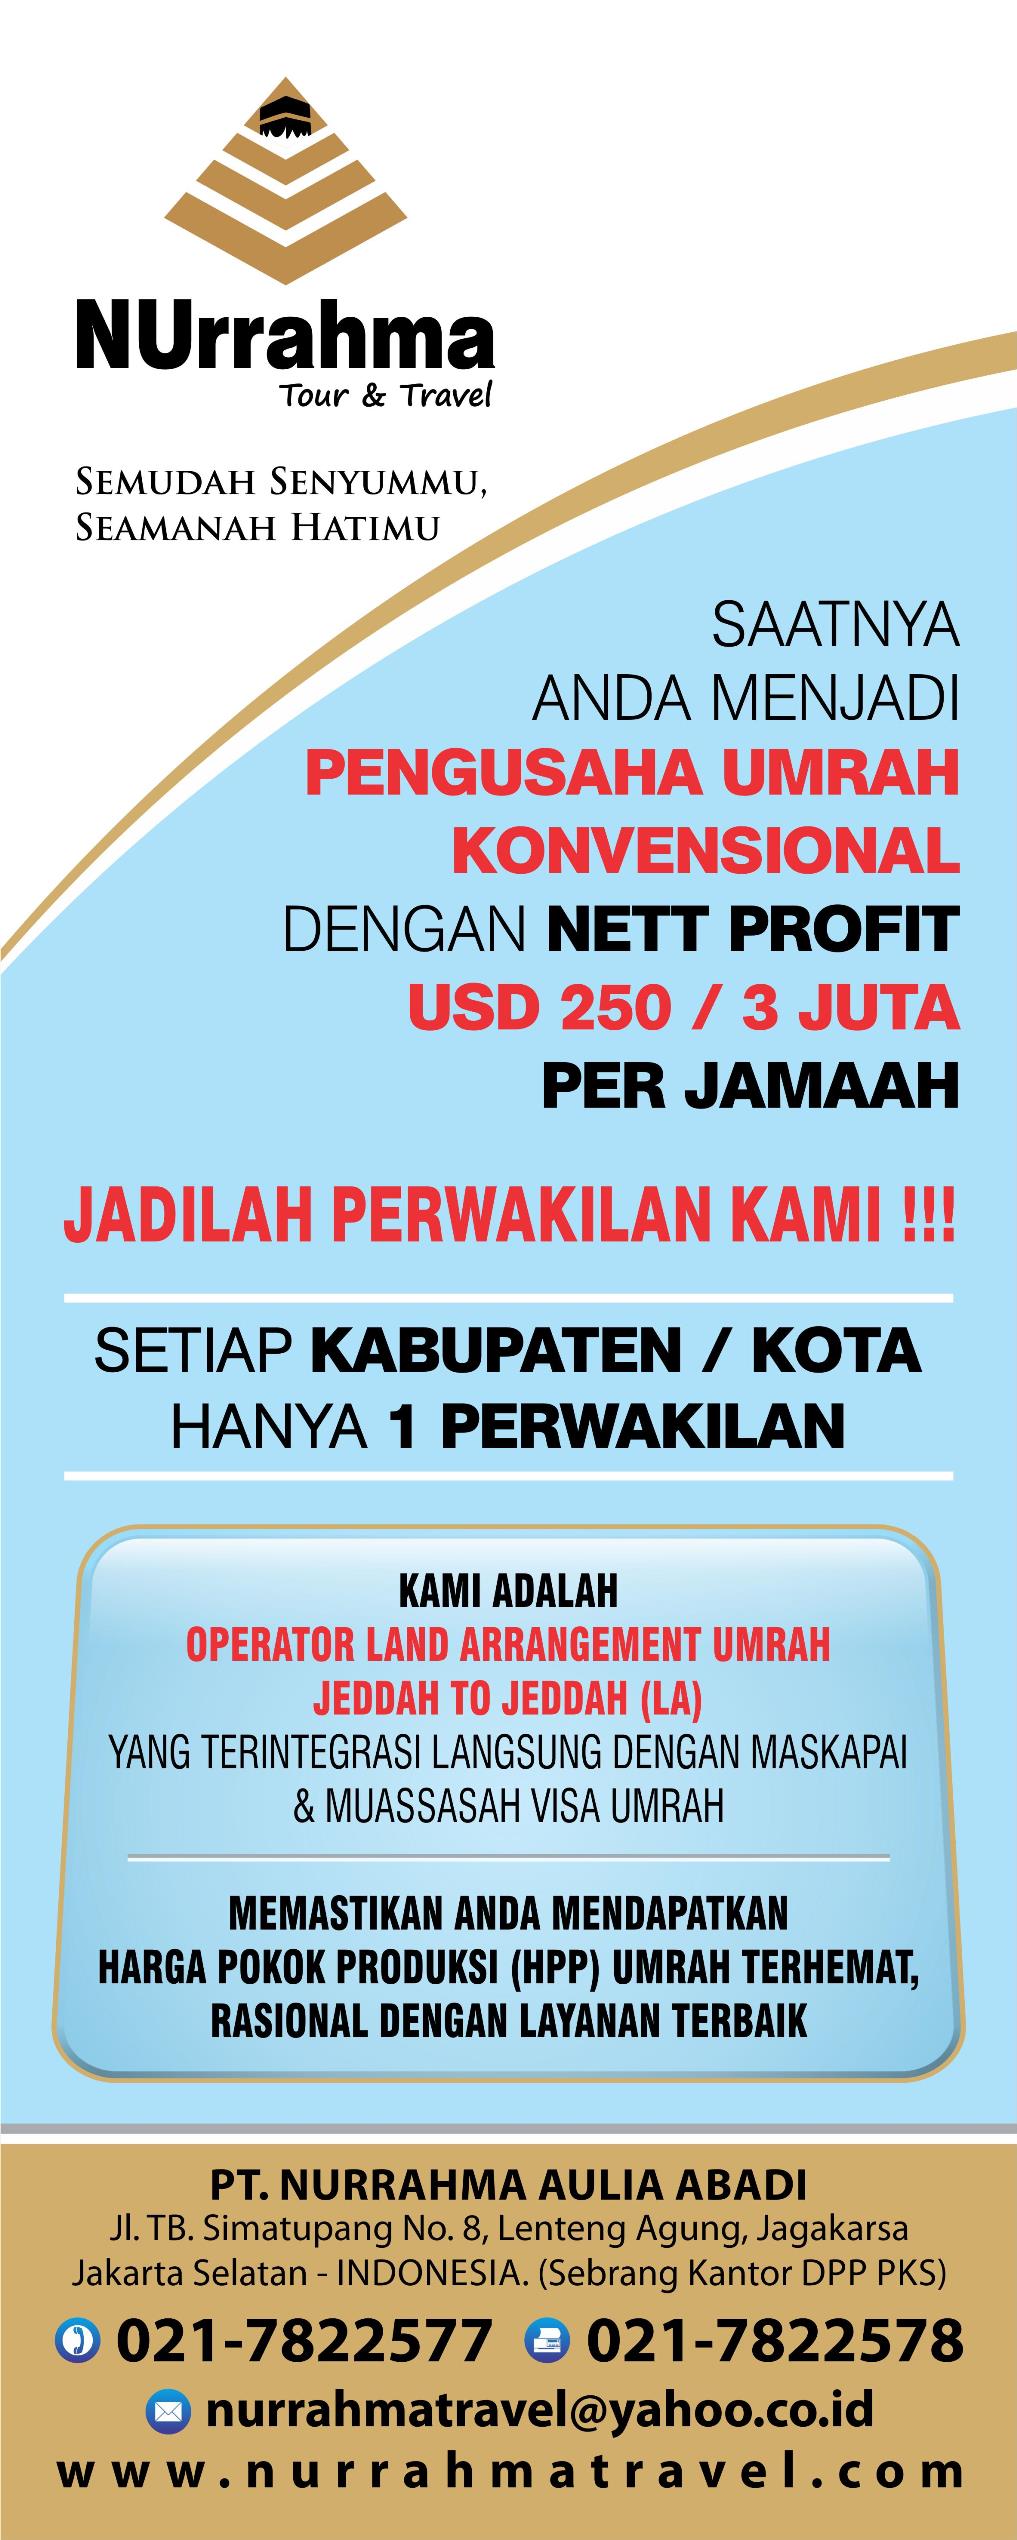 NUrrahma
Tour & Travel
SEMUDAH SENYUMMU,
SEAMANAH HATIMU
SAATNYA
ANDA MENJADI
PENGUSAHA UMRAH
KONVENSIONAL
DENGAN NETT PROFIT
USD 250 / 3 JUTA
PER JAMAAH
JADILAH PERWAKILAN KAMI !!!
SETIAP KABUPATEN / KOTA
HANYA 1 PERWAKILAN
KAMI ADALAH
OPERATOR LAND ARRANGEMENT UMRAH
JEDDAH TO JEDDAH (LA)
YANG TERINTEGRASI LANGSUNG DENGAN MASKAPAI
& MUASSASAH VISA UMRAH
MEMASTIKAN ANDA MENDAPATKAN
HARGA POKOK PRODUKSI (HPP) UMRAH TERHEMAT,
RASIONAL DENGAN LAYANAN TERBAIK
PT. NURRAHMA AULIA ABADI
Jl. TB. Simatupang No. 8, Lenteng Agung, Jagakarsa
Jakarta Selatan - INDONESIA. (Sebrang Kantor DPP PKS)
021-7822577 021-7822578
nurrahmatravel@yahoo.co.id
www.nurrahmatravel.com